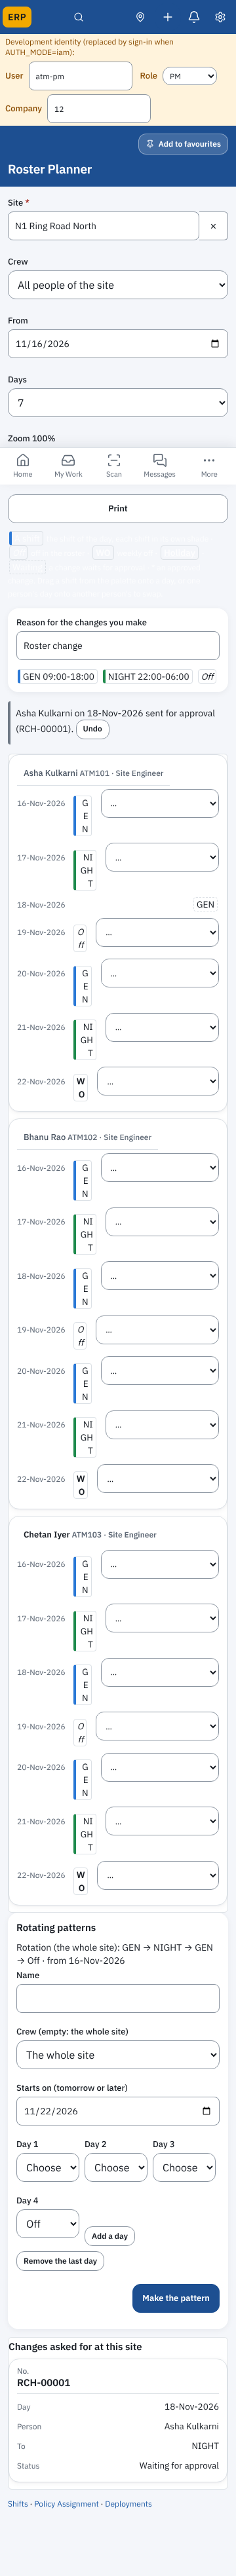 ERP
Development identity (replaced by sign-in when
AUTH_MODE=iam):
User atm-pm Role PM
Company 12
Add to favourites
Roster Planner
Site *
N1 Ring Road North ×
Crew
All people of the site
From
11/16/2026
Days
7
Zoom 100%
Home My Work Scan Messages More
Print
Reason for the changes you make
Roster change
GEN 09:00-18:00 NIGHT 22:00-06:00 Off
Asha Kulkarni on 18-Nov-2026 sent for approval
(RCH-00001). Undo
Asha Kulkarni ATM101 · Site Engineer
16-Nov-2026 GEN ...
17-Nov-2026 NIGHT ...
18-Nov-2026 GEN
19-Nov-2026 Off ...
20-Nov-2026 GEN ...
21-Nov-2026 NIGHT ...
22-Nov-2026 WO ...
Bhanu Rao ATM102 · Site Engineer
16-Nov-2026 GEN ...
17-Nov-2026 NIGHT ...
18-Nov-2026 GEN ...
19-Nov-2026 Off ...
20-Nov-2026 GEN ...
21-Nov-2026 NIGHT ...
22-Nov-2026 WO ...
Chetan Iyer ATM103 · Site Engineer
16-Nov-2026 GEN ...
17-Nov-2026 NIGHT ...
18-Nov-2026 GEN ...
19-Nov-2026 Off ...
20-Nov-2026 GEN ...
21-Nov-2026 NIGHT ...
22-Nov-2026 WO ...
Rotating patterns
Rotation (the whole site): GEN → NIGHT → GEN
→ Off · from 16-Nov-2026
Name
Crew (empty: the whole site)
The whole site
Starts on (tomorrow or later)
11/22/2026
Day 1 Day 2 Day 3
Choose Choose Choose
Day 4
Off Add a day
Remove the last day
Make the pattern
Changes asked for at this site
No.
RCH-00001
Day 18-Nov-2026
Person Asha Kulkarni
To NIGHT
Status Waiting for approval
Shifts · Policy Assignment · Deployments